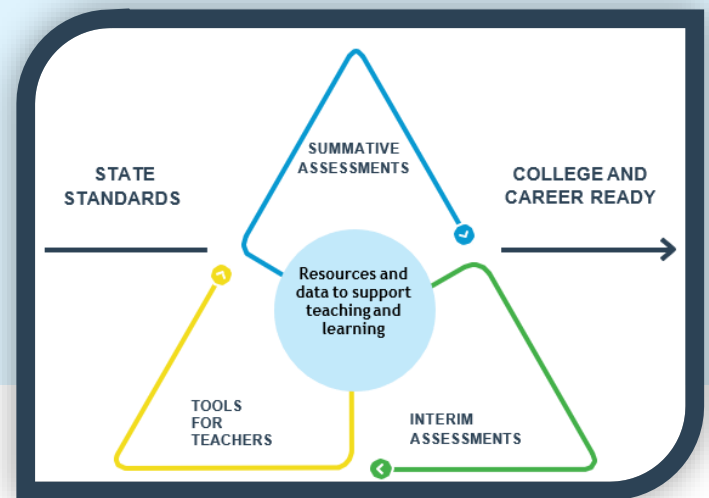 SUMMATIVE
ASSESSMENTS
STATE
STANDARDS
COLLEGE AND
CAREER READY
Resources and
data to support
teaching and
learning
TOOLS
FOR
TEACHERS
INTERIM
ASSESSMENTS